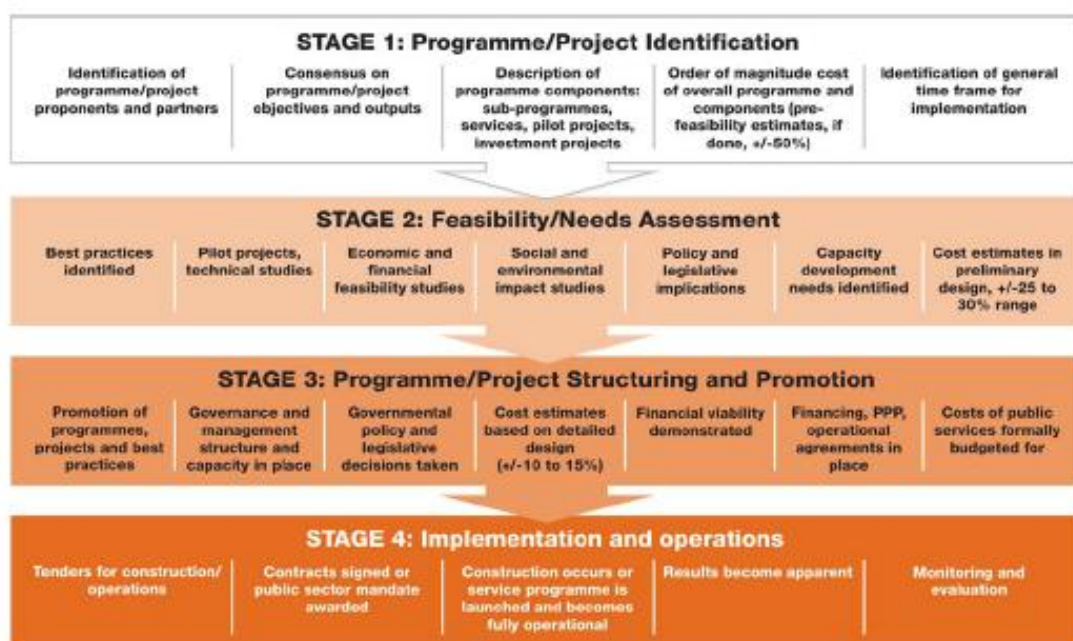 STAGE 1: Programme/Project Identification
Identification of
programme/project
proponents and partners
Consensus on
programme/project
objectives and outputs
Description of
programme components:
sub-programmes,
services, pilot projects,
investment projects
Order of magnitude cost
of overall programme and
components (pre-
feasibility estimates, if
done, +/-50%)
Identification of general
time frame for
implementation
STAGE 2: Feasibility/Needs Assessment
Best practices
identified
Pilot projects,
technical studies
Economic and
financial
feasibility studies
Social and
environmental
impact studies
Policy and
legislative
implications
Capacity
development
needs identified
Cost estimates in
preliminary
design, +/-25 to
30% range
STAGE 3: Programme/Project Structuring and Promotion
Promotion of
programmes,
projects and best
practices
Governance and
management
structure and
capacity in place
Governmental
policy and
legislative
decisions taken
Cost estimates
based on detailed
design
(+/-10 to 15%)
Financial viability
demonstrated
Financing, PPP,
operational
agreements in
place
Costs of public
services formally
budgeted for
STAGE 4: Implementation and operations
Tenders for construction/
operations
Contracts signed or
public sector mandate
awarded
Construction occurs or
service programme is
launched and becomes
fully operational
Results become apparent
Monitoring and
evaluation